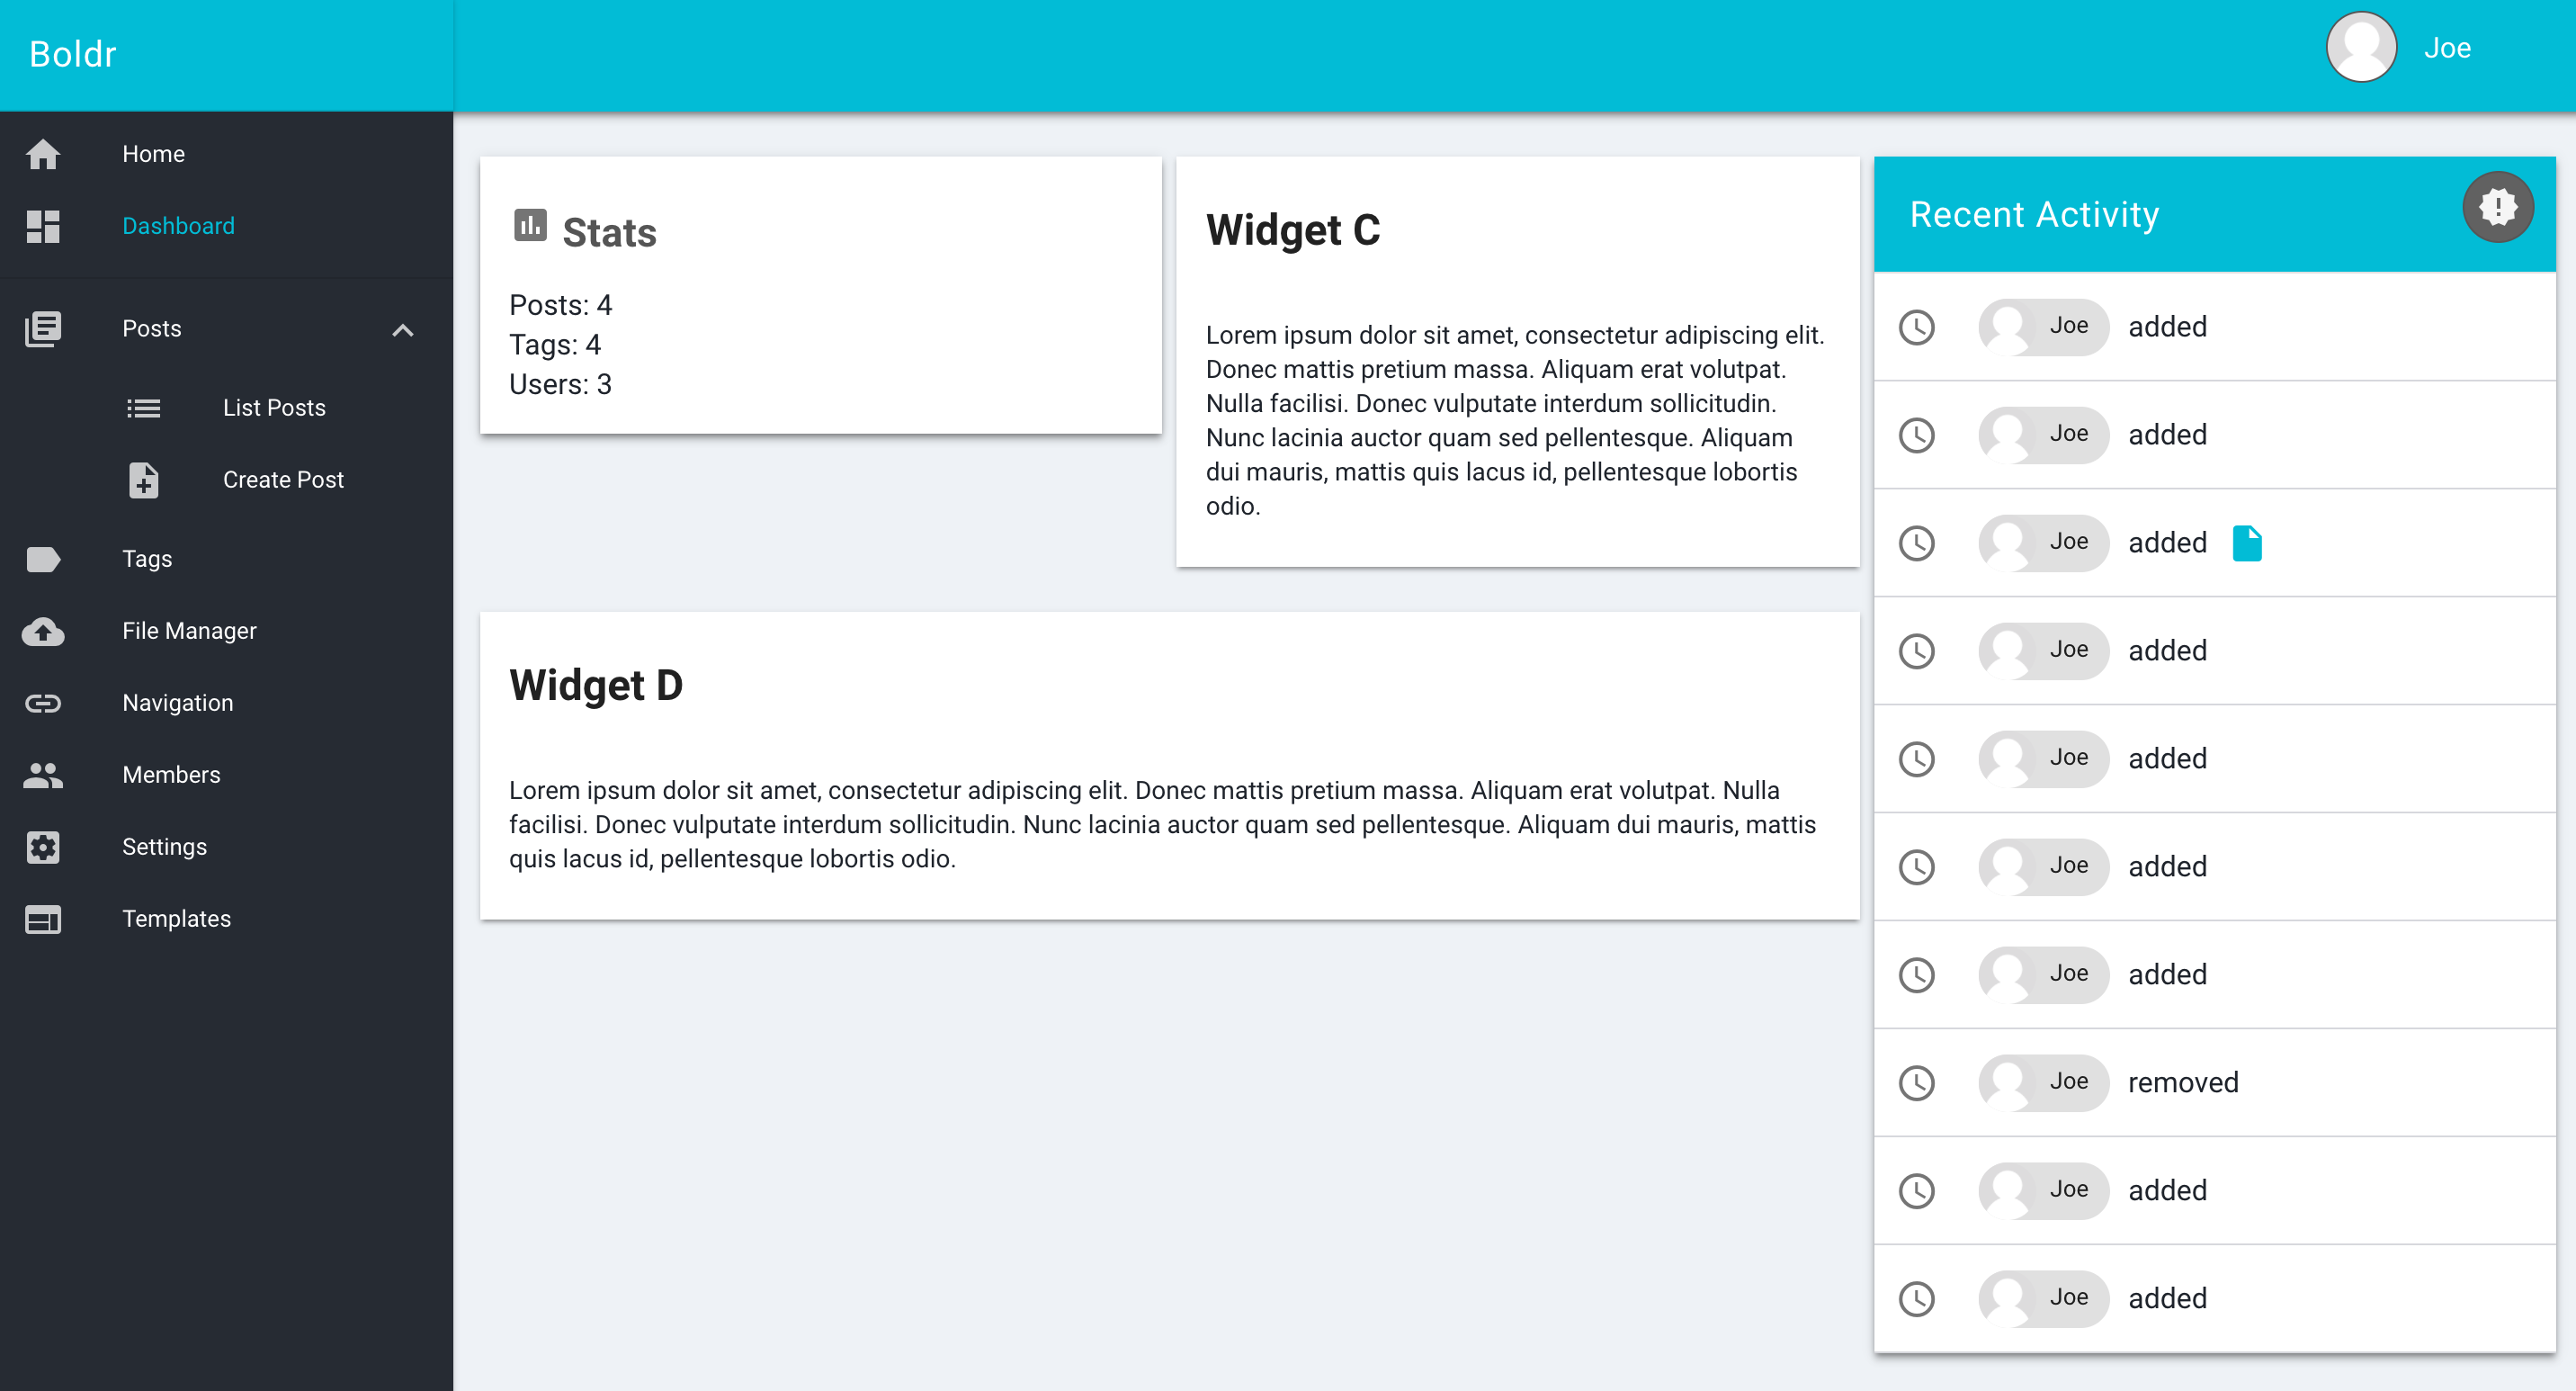 Boldr
Joe
Home
Dashboard
Posts
List Posts
Create Post
Tags
File Manager
Navigation
Members
Settings
Templates
Stats
Posts: 4
Tags: 4
Users: 3
Widget C
Lorem ipsum dolor sit amet, consectetur adipiscing elit.
Donec mattis pretium massa. Aliquam erat volutpat.
Nulla facilisi. Donec vulputate interdum sollicitudin.
Nunc lacinia auctor quam sed pellentesque. Aliquam
dui mauris, mattis quis lacus id, pellentesque lobortis
odio.
Widget D
Lorem ipsum dolor sit amet, consectetur adipiscing elit. Donec mattis pretium massa. Aliquam erat volutpat. Nulla
facilisi. Donec vulputate interdum sollicitudin. Nunc lacinia auctor quam sed pellentesque. Aliquam dui mauris, mattis
quis lacus id, pellentesque lobortis odio.
Recent Activity
Joe added
Joe added
Joe added
Joe added
Joe added
Joe added
Joe added
Joe removed
Joe added
Joe added